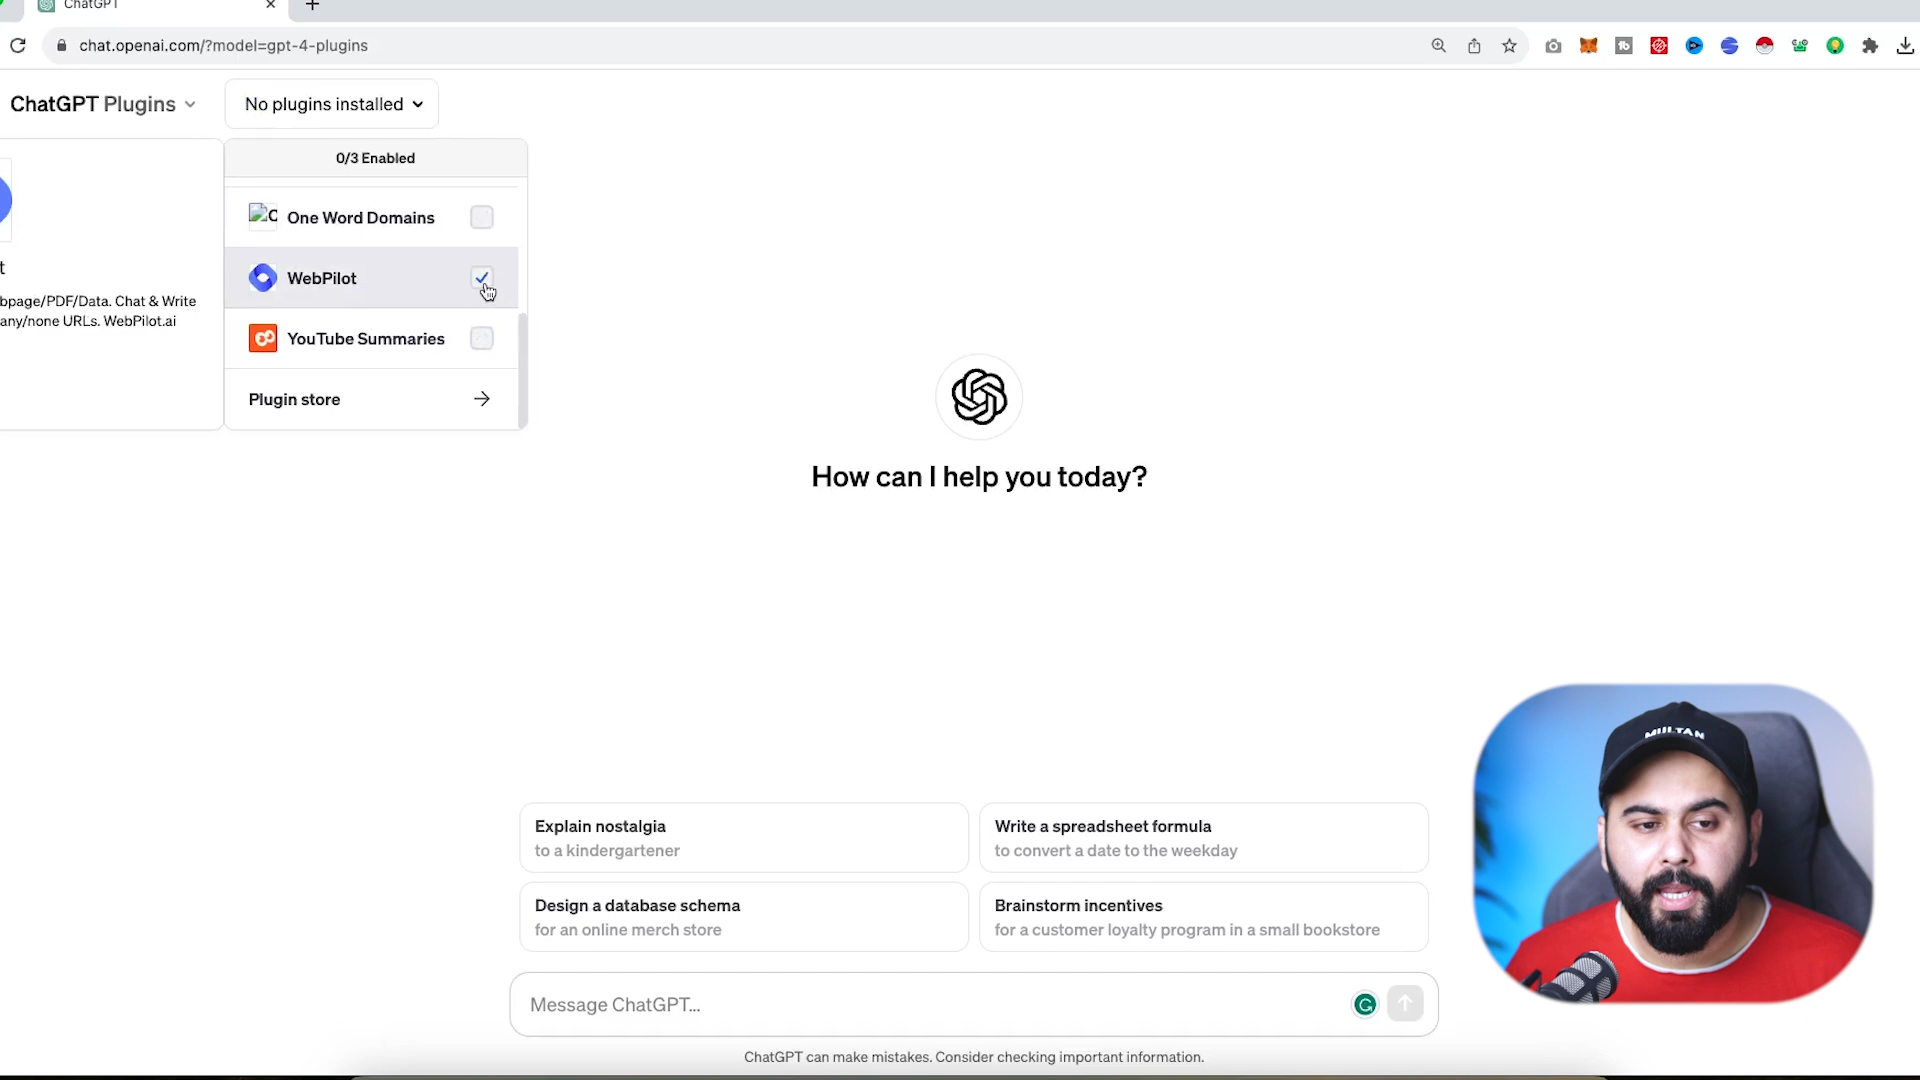 ChatGPT
chat.openai.com/?model=gpt-4-plugins
ChatGPT Plugins
No plugins installed
0/3 Enabled
One Word Domains
WebPilot
YouTube Summaries
Plugin store
t
bpage/PDF/Data. Chat & Write
any/none URLs. WebPilot.ai
How can I help you today?
Explain nostalgia
to a kindergartener
Write a spreadsheet formula
to convert a date to the weekday
Design a database schema
for an online merch store
Brainstorm incentives
for a customer loyalty program in a small bookstore
Message ChatGPT...
ChatGPT can make mistakes. Consider checking important information.
MULTAN